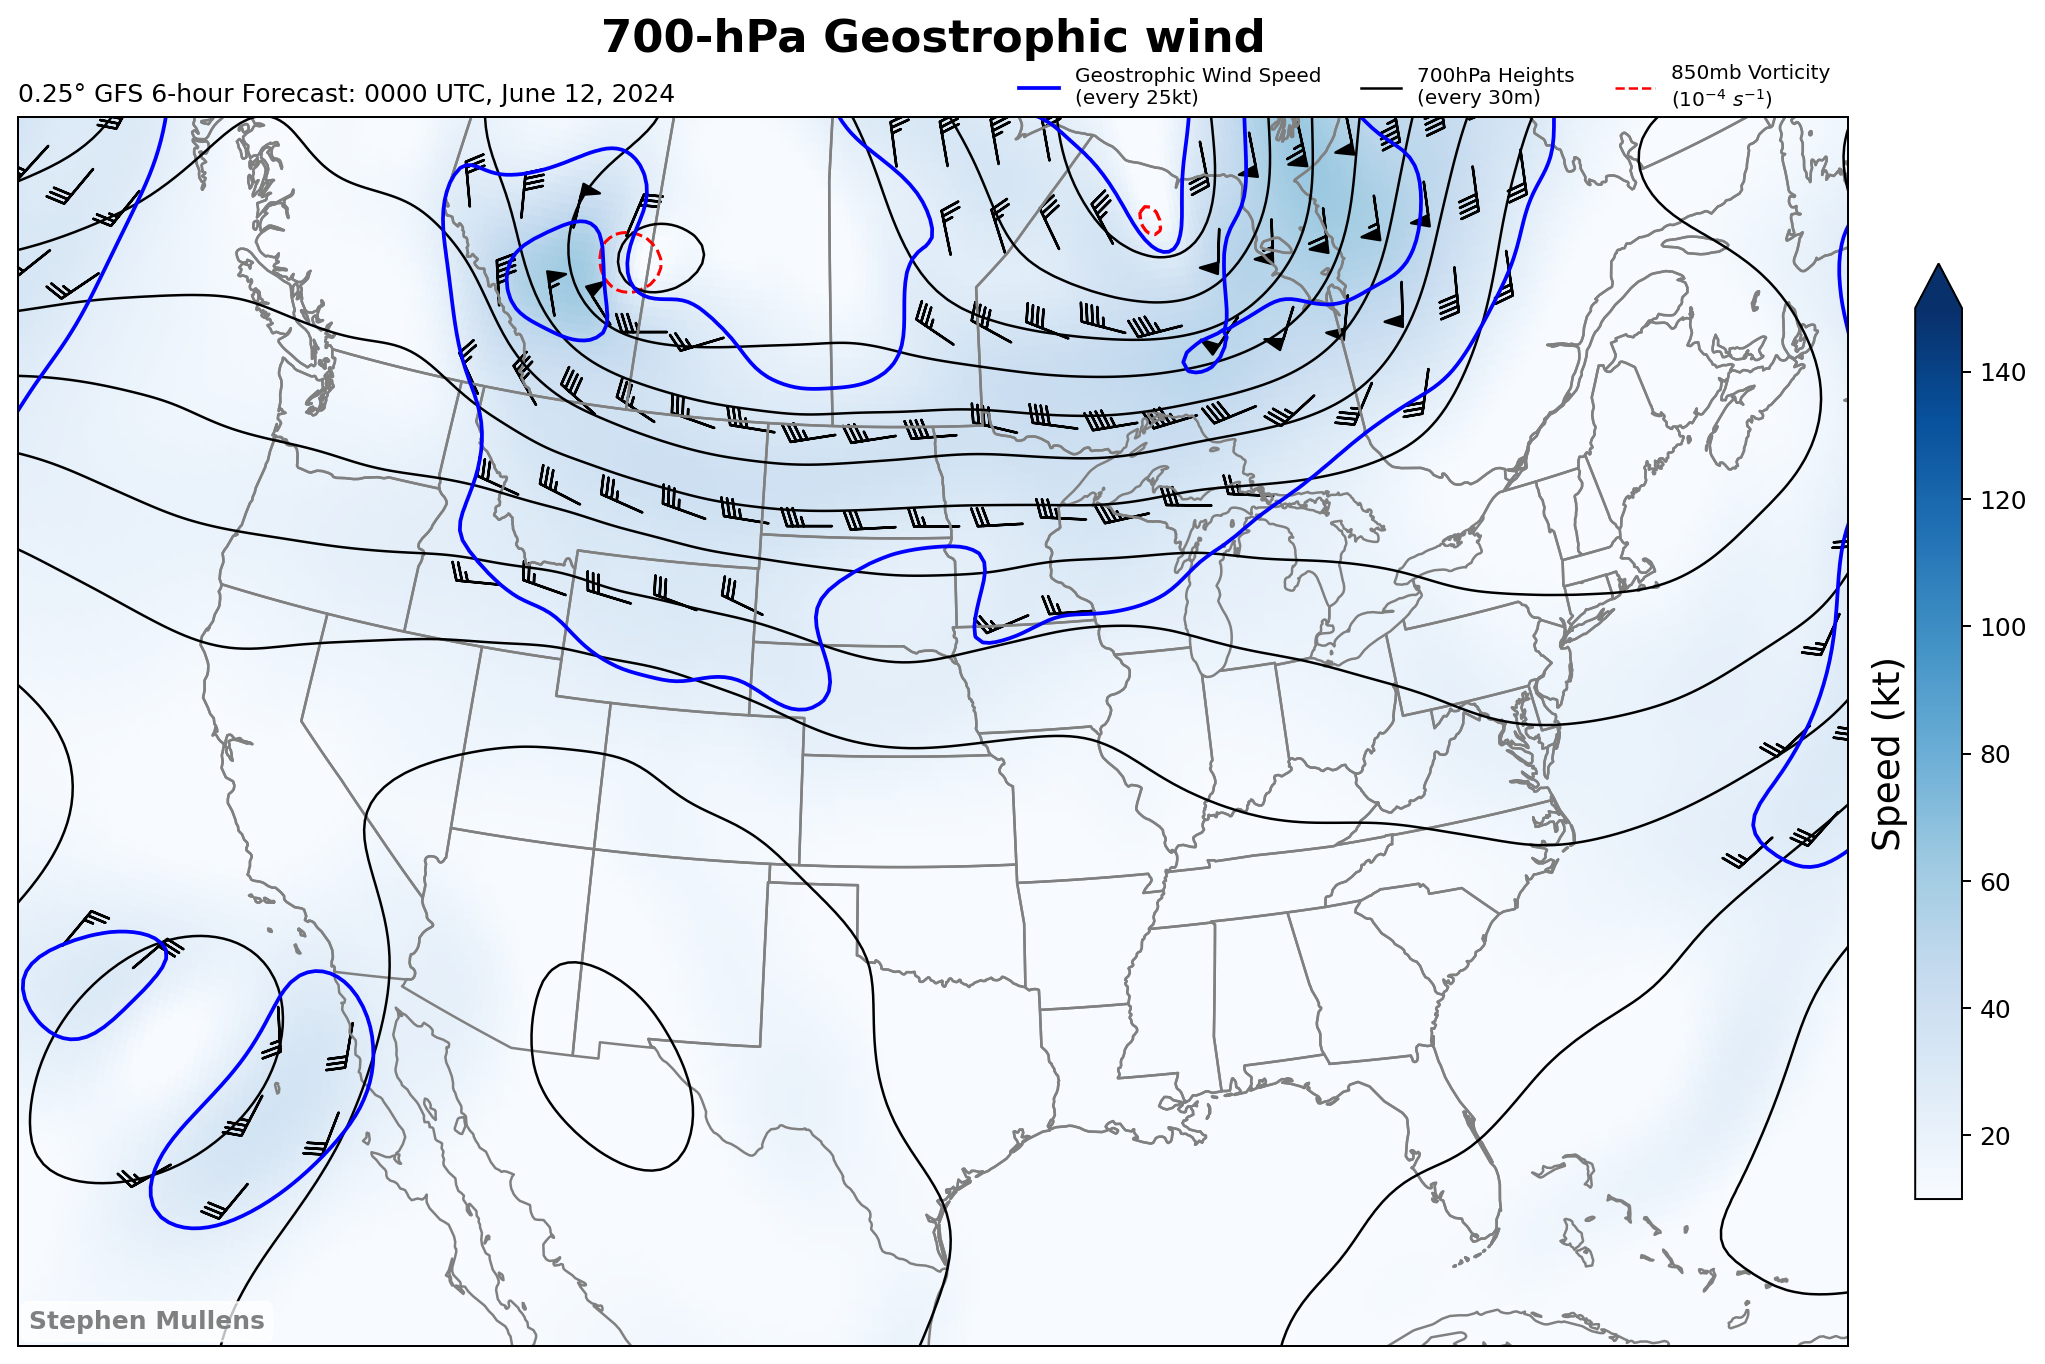 700-hPa Geostrophic wind
0.25° GFS 6-hour Forecast: 0000 UTC, June 12, 2024
Geostrophic Wind Speed
(every 25kt)
700hPa Heights
(every 30m)
850mb Vorticity
(10⁻⁴ s⁻¹)
140
120
100
80
60
40
20
Speed (kt)
Stephen Mullens